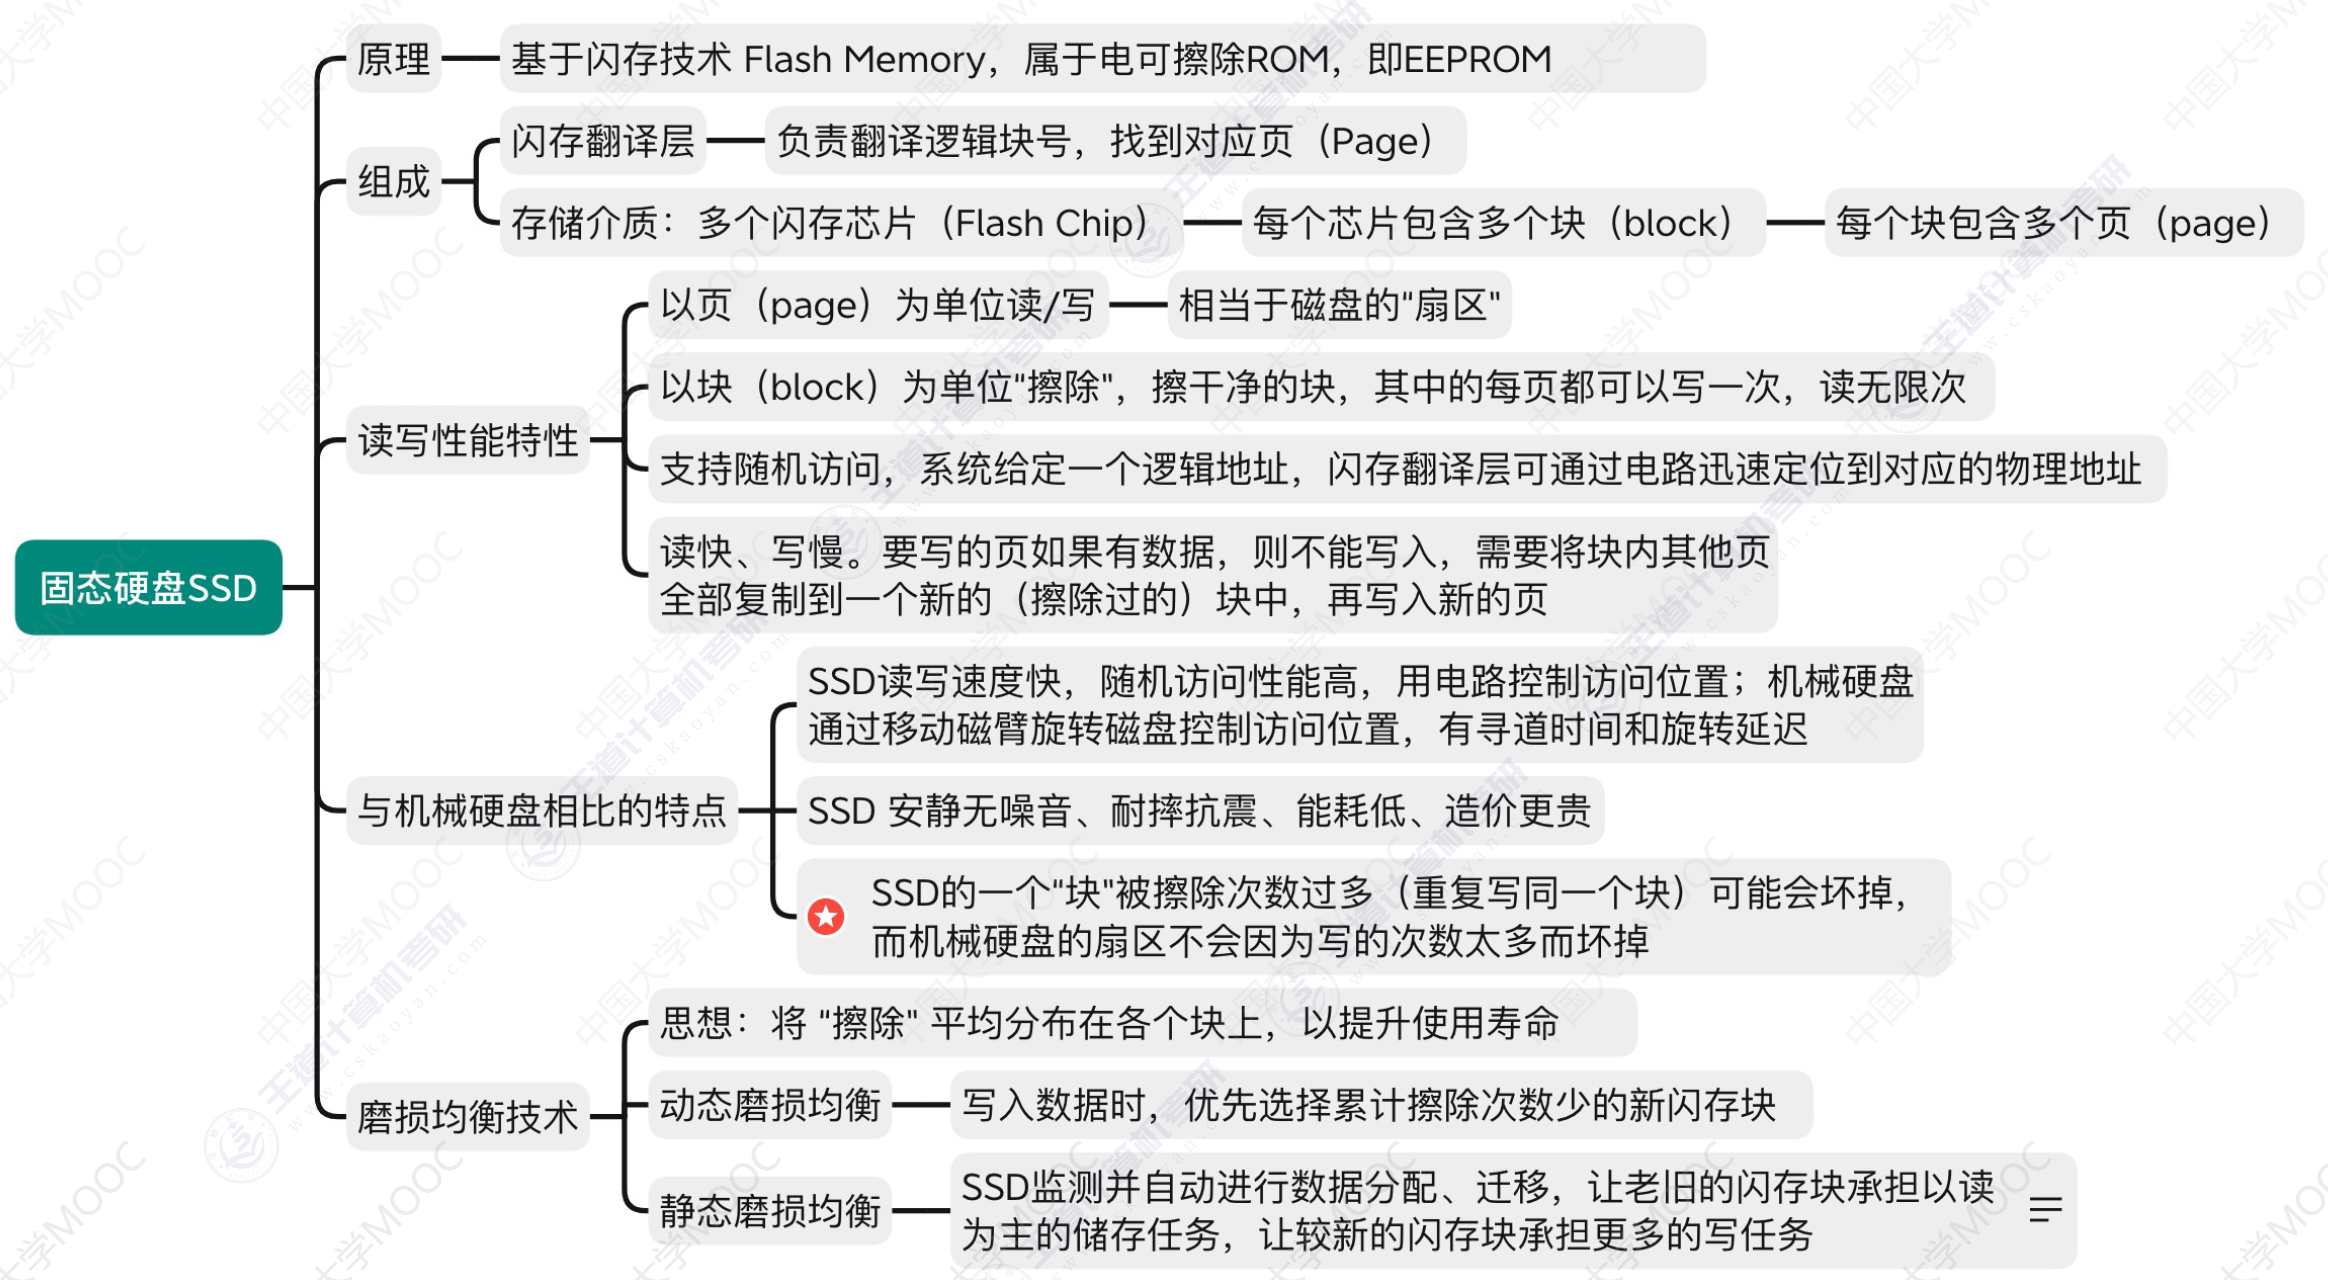 原理
基于闪存技术 Flash Memory，属于电可擦除ROM，即EEPROM
组成
闪存翻译层
负责翻译逻辑块号，找到对应页（Page）
存储介质：多个闪存芯片（Flash Chip）
每个芯片包含多个块（block）
每个块包含多个页（page）
固态硬盘SSD
读写性能特性
以页（page）为单位读/写
相当于磁盘的"扇区"
以块（block）为单位"擦除"，擦干净的块，其中的每页都可以写一次，读无限次
支持随机访问，系统给定一个逻辑地址，闪存翻译层可通过电路迅速定位到对应的物理地址
读快、写慢。要写的页如果有数据，则不能写入，需要将块内其他页
全部复制到一个新的（擦除过的）块中，再写入新的页
与机械硬盘相比的特点
SSD读写速度快，随机访问性能高，用电路控制访问位置；机械硬盘
通过移动磁臂旋转磁盘控制访问位置，有寻道时间和旋转延迟
SSD 安静无噪音、耐摔抗震、能耗低、造价更贵
SSD的一个"块"被擦除次数过多（重复写同一个块）可能会坏掉，
而机械硬盘的扇区不会因为写的次数太多而坏掉
磨损均衡技术
思想：将 "擦除" 平均分布在各个块上，以提升使用寿命
动态磨损均衡
写入数据时，优先选择累计擦除次数少的新闪存块
静态磨损均衡
SSD监测并自动进行数据分配、迁移，让老旧的闪存块承担以读
为主的储存任务，让较新的闪存块承担更多的写任务
中国大学MOOC
王道计算机考研
www.cskaoyan.com